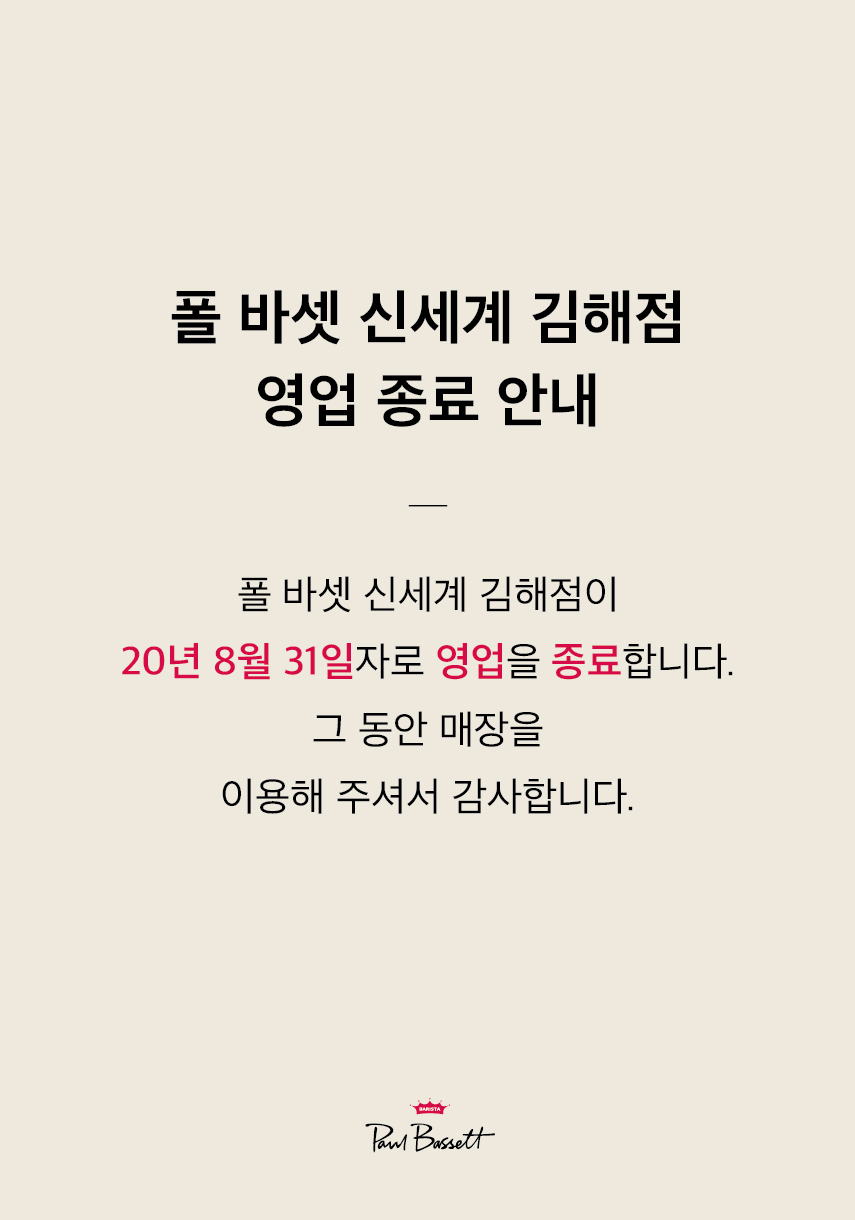 폴 바셋 신세계 김해점
영업 종료 안내
폴 바셋 신세계 김해점이
20년 8월 31일자로 영업을 종료합니다.
그 동안 매장을
이용해 주셔서 감사합니다.
BARISTA
Paul Bassett